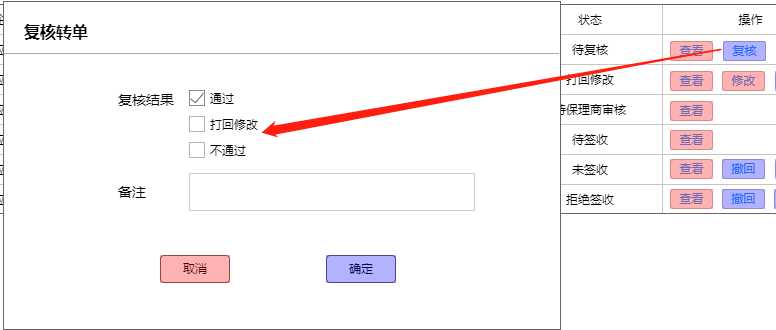 复核转单
复核结果 通过
打回修改
不通过
备注
取消 确定
状态 操作
待复核 查看 复核
打回修改 查看 修改
保理商审核 查看
待签收 查看
未签收 查看 撤回
拒绝签收 查看 撤回